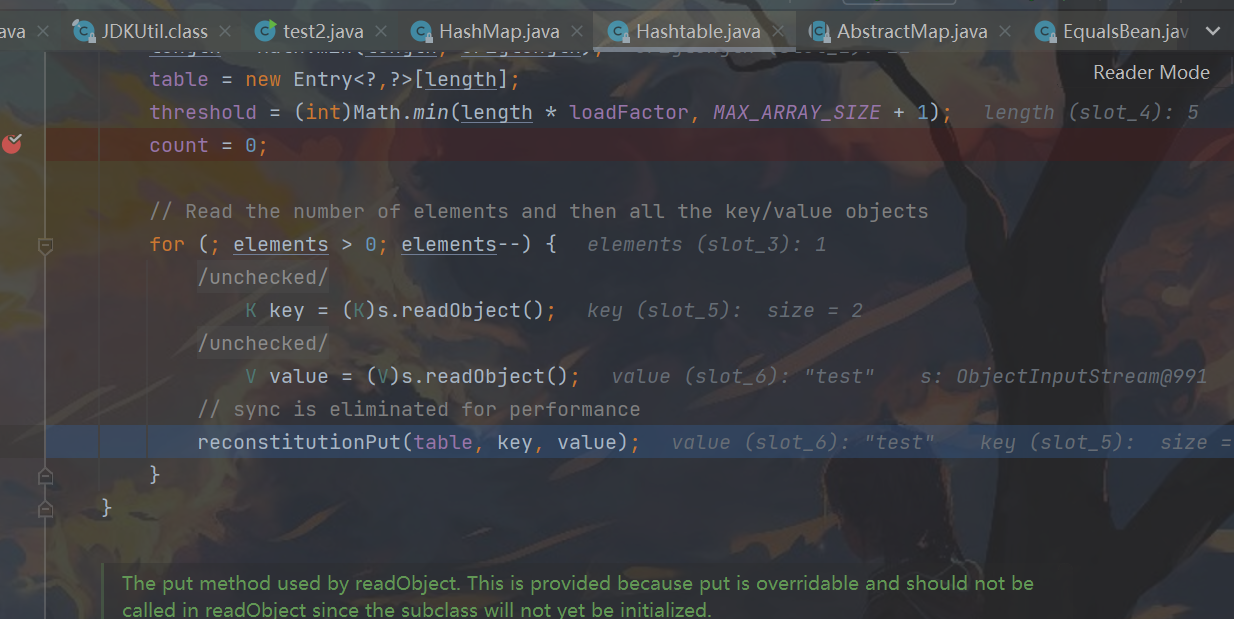 ava JDKUtil.class test2.java HashMap.java Hashtable.java AbstractMap.java EqualsBean.jav
Reader Mode
table = new Entry<?,?>[length];
threshold = (int)Math.min(length * loadFactor, MAX_ARRAY_SIZE + 1); length (slot_4): 5
count = 0;
// Read the number of elements and then all the key/value objects
for (; elements > 0; elements--) { elements (slot_3): 1
/unchecked/
K key = (K)s.readObject(); key (slot_5): size = 2
/unchecked/
V value = (V)s.readObject(); value (slot_6): "test" s: ObjectInputStream@991
// sync is eliminated for performance
reconstitutionPut(table, key, value); value (slot_6): "test" key (slot_5): size =
}
}
The put method used by readObject. This is provided because put is overridable and should not be
called in readObject since the subclass will not yet be initialized.